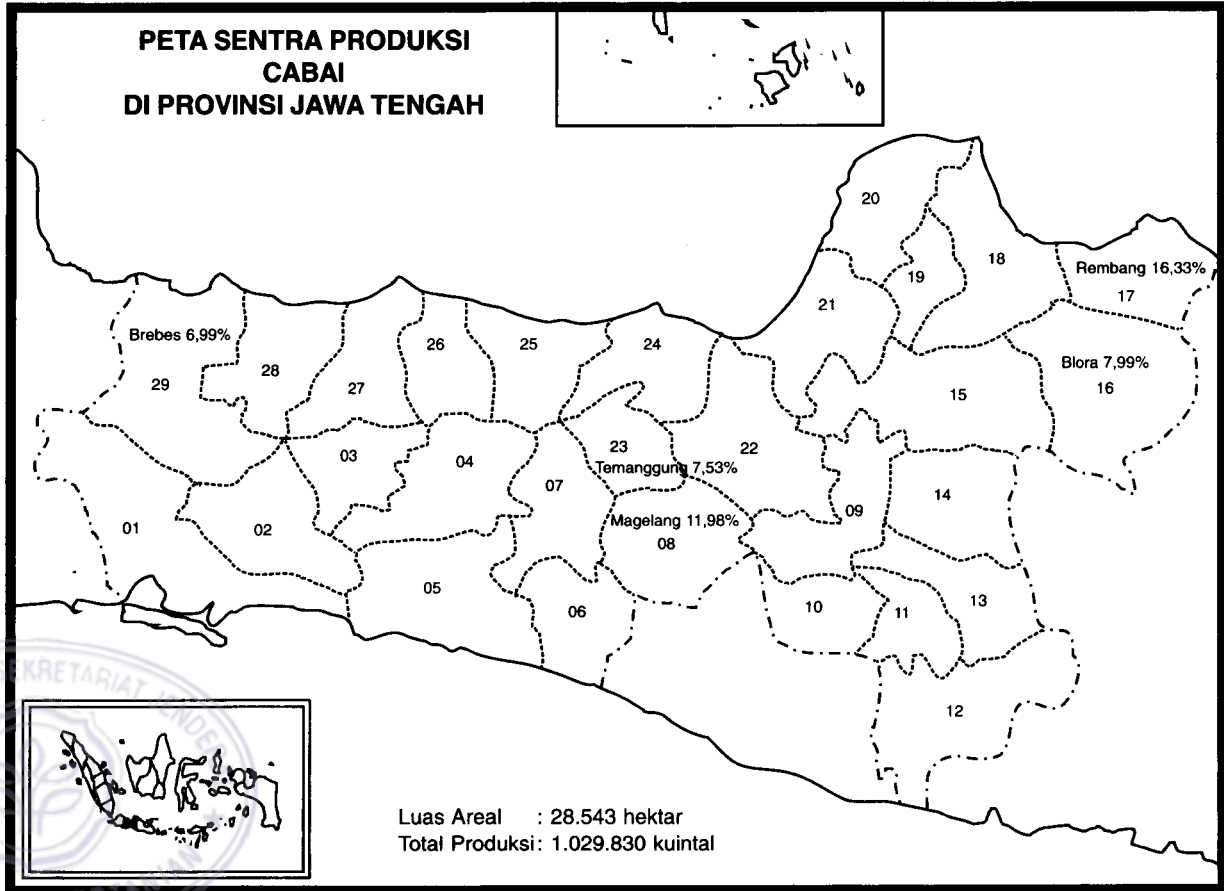 PETA SENTRA PRODUKSI
CABAI
DI PROVINSI JAWA TENGAH
20
18
19
Rembang 16,33%
17
21
Brebes 6,99%
26
25
24
Blora 7,99%
16
28
29
27
15
23
22
03
04
Temanggung 7,53%
07
14
Magelang 11,98%
09
01
02
08
05
10
11
13
06
12
SEKRETARIAT JENDER
Luas Areal : 28.543 hektar
Total Produksi : 1.029.830 kuintal